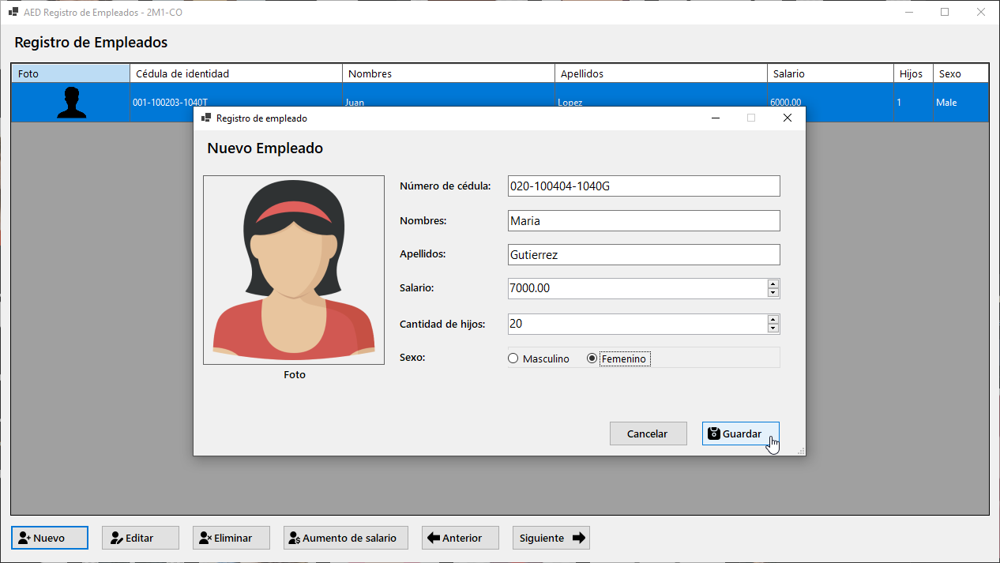 AED Registro de Empleados - 2M1-CO
Registro de Empleados
Foto Cédula de identidad Nombres Apellidos Salario Hijos Sexo
001-100203-1040T Juan Lopez 6000.00 1 Male
Registro de empleado
Nuevo Empleado
Número de cédula: 020-100404-1040G
Nombres: Maria
Apellidos: Gutierrez
Salario: 7000.00
Cantidad de hijos: 20
Sexo: Masculino Femenino
Foto
Cancelar Guardar
Nuevo Editar Eliminar Aumento de salario Anterior Siguiente